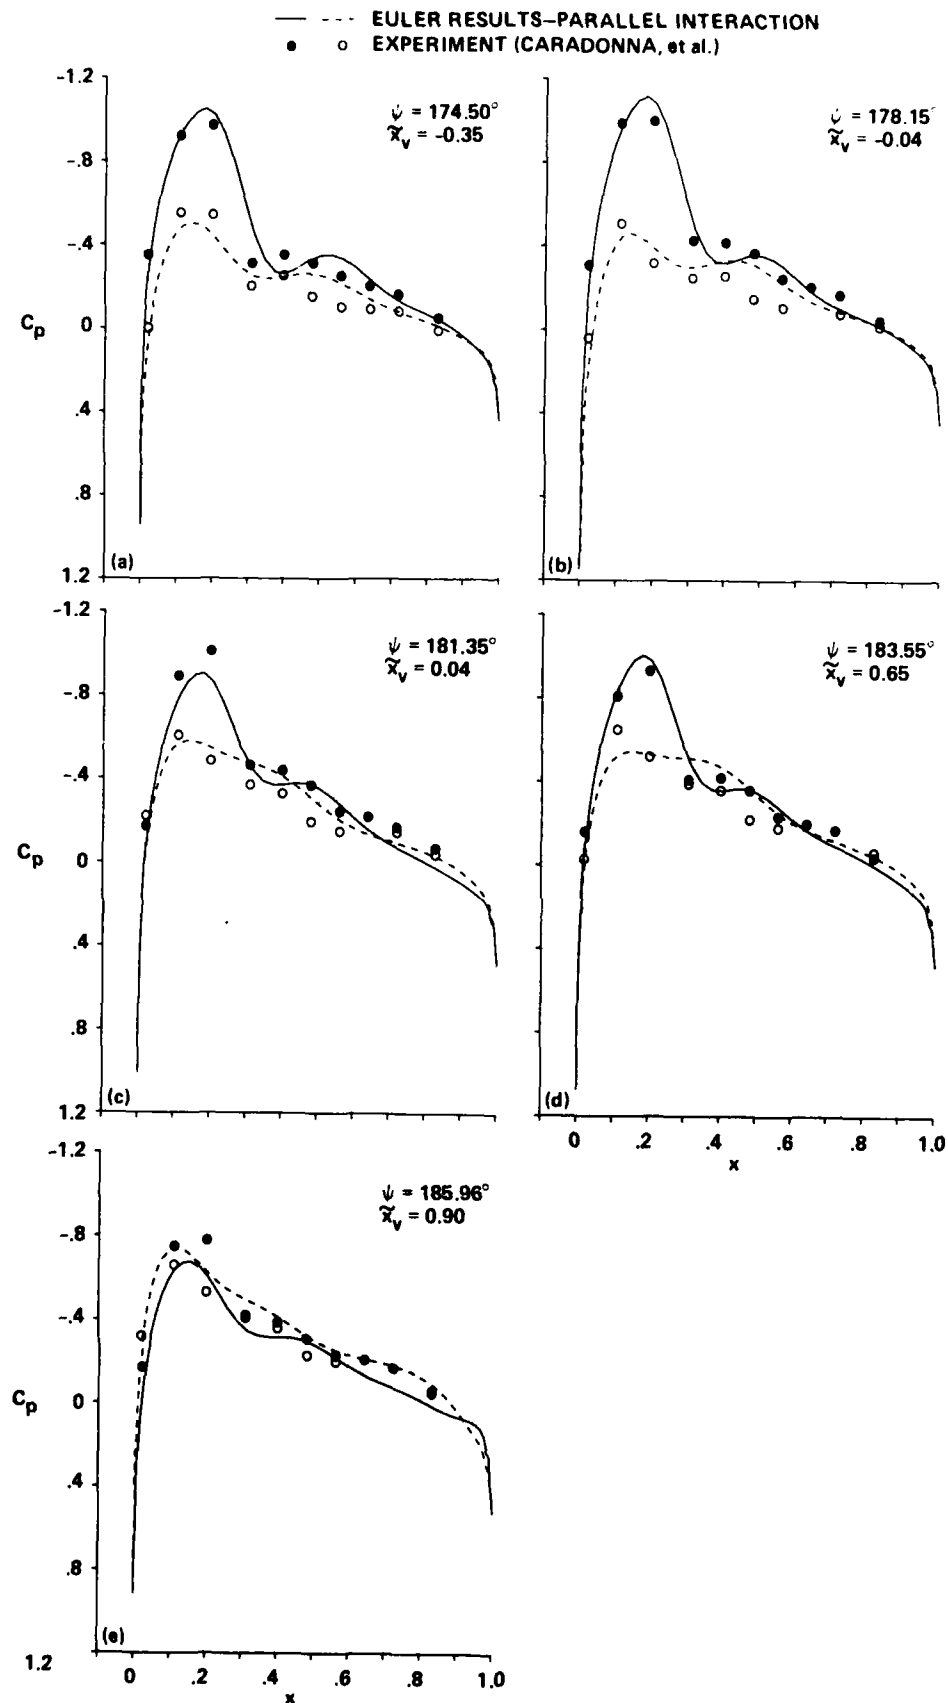 EULER RESULTS–PARALLEL INTERACTION
EXPERIMENT (CARADONNA, et al.)
-1.2
-.8
-.4
Cp
0
.4
.8
1.2
(a)
ψ = 174.50°
x̃v = -0.35
(b)
ψ = 178.15°
x̃v = -0.04
-1.2
-.8
-.4
Cp
0
.4
.8
1.2
(c)
ψ = 181.35°
x̃v = 0.04
(d)
ψ = 183.55°
x̃v = 0.65
0 .2 .4 .6 .8 1.0
x
-1.2
-.8
-.4
Cp
0
.4
.8
1.2
(e)
ψ = 185.96°
x̃v = 0.90
0 .2 .4 .6 .8 1.0
x